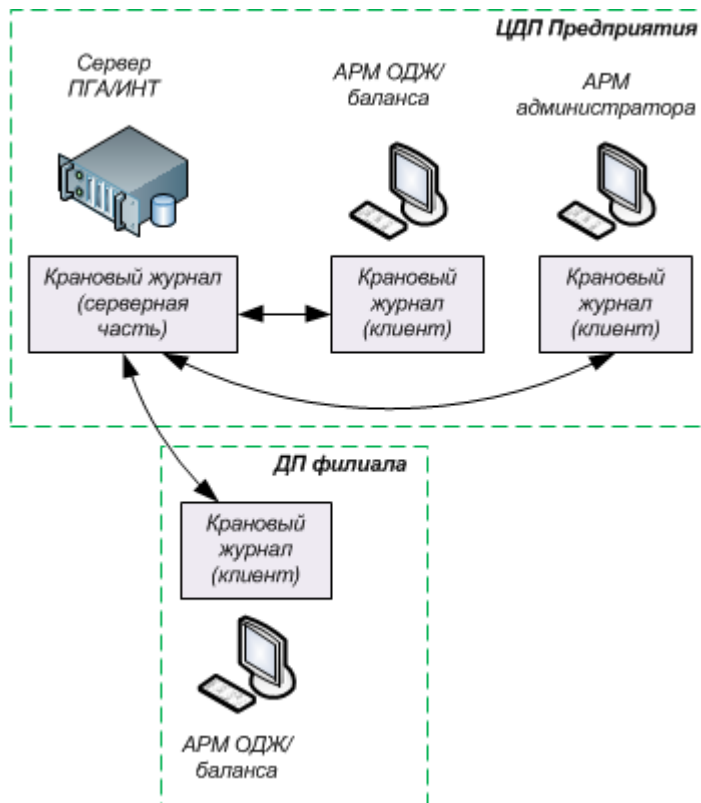 ЦДП Предприятия
Сервер
ПГА/ИНТ
АРМ ОДЖ/
баланса
АРМ
администратора
Крановый журнал
(серверная
часть)
Крановый
журнал
(клиент)
Крановый
журнал
(клиент)
ДП филиала
Крановый
журнал
(клиент)
АРМ ОДЖ/
баланса